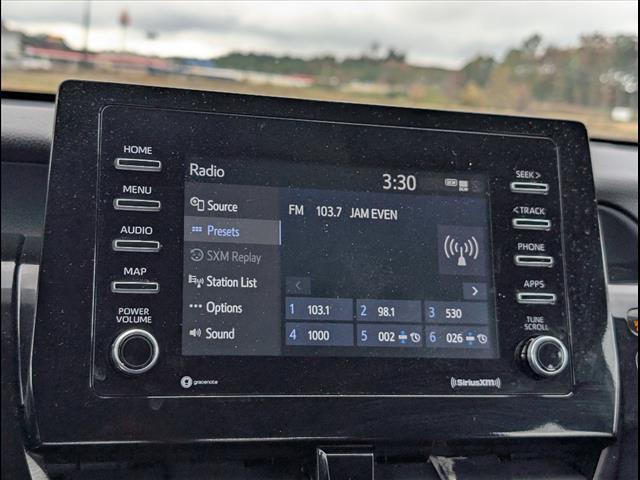 HOME
MENU
AUDIO
MAP
POWER
VOLUME
Radio
3:30
Source
Presets
SXM Replay
Station List
Options
Sound
FM 103.7 JAM EVEN
1 103.1
2 98.1
3 530
4 1000
5 002
6 026
SEEK >
< TRACK
PHONE
APPS
TUNE
SCROLL
gracenote
SiriusXM